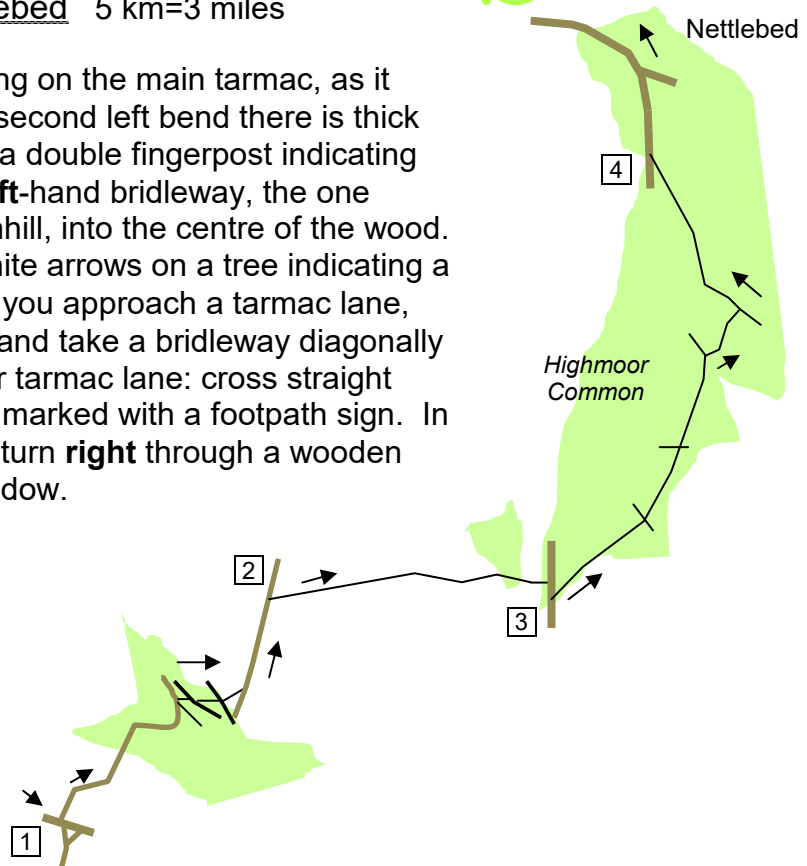 ebed 5 km=3 miles
ng on the main tarmac, as it
second left bend there is thick
a double fingerpost indicating
ft-hand bridleway, the one
hill, into the centre of the wood.
ite arrows on a tree indicating a
you approach a tarmac lane,
and take a bridleway diagonally
r tarmac lane: cross straight
marked with a footpath sign. In
turn right through a wooden
dow.
Nettlebed
4
Highmoor
Common
2
3
1